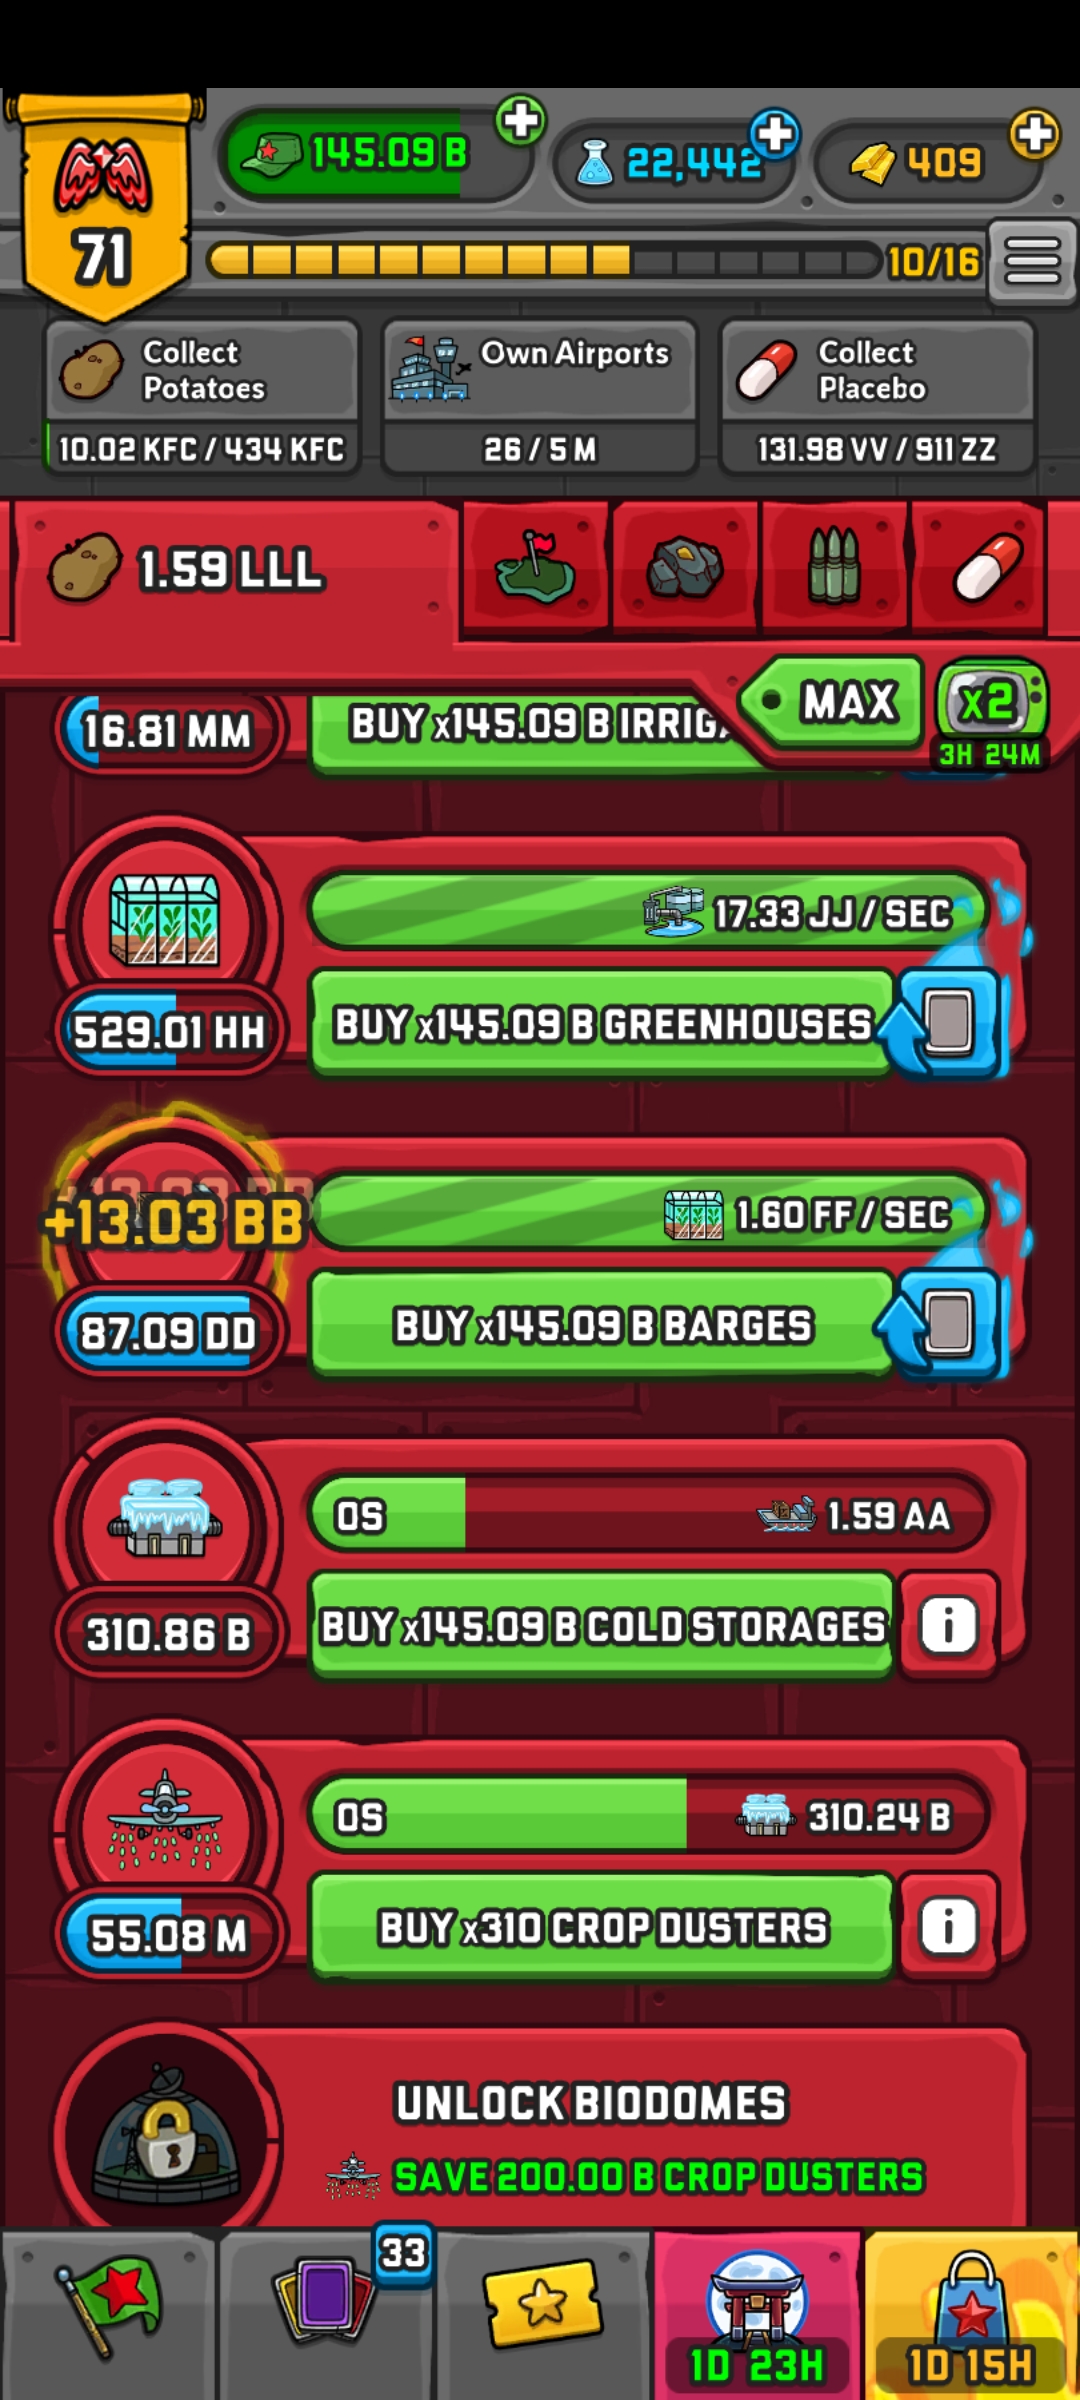 145.09 B
22,442
409
71
10/16
Collect
Potatoes
Own Airports
Collect
Placebo
10.02 KFC / 434 KFC
26 / 5 M
131.98 VV / 911 ZZ
1.59 LLL
MAX
x2
3H 24M
16.81 MM
BUY x145.09 B
17.33 JJ / SEC
529.01 HH
BUY x145.09 B GREENHOUSES
+13.03 BB
1.60 FF / SEC
87.09 DD
BUY x145.09 B BARGES
0S
1.59 AA
310.86 B
BUY x145.09 B COLD STORAGES
i
0S
310.24 B
55.08 M
BUY x310 CROP DUSTERS
i
UNLOCK BIODOMES
SAVE 200.00 B CROP DUSTERS
33
1D 23H
1D 15H